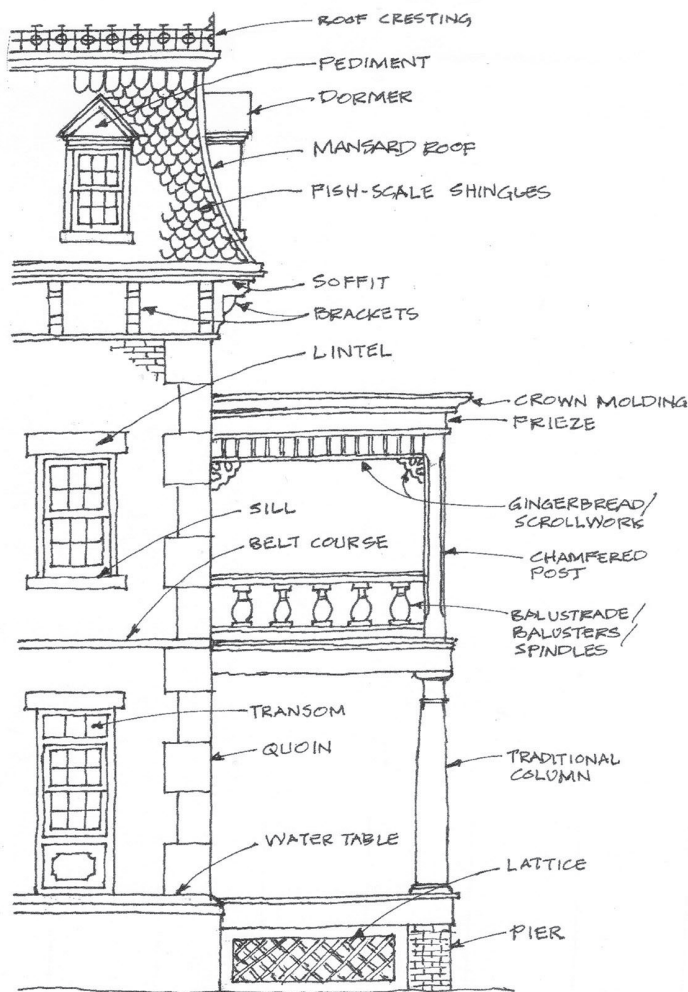 ROOF CRESTING
PEDIMENT
DORMER
MANSARD ROOF
FISH-SCALE SHINGLES
SOFFIT
BRACKETS
LINTEL
CROWN MOLDING
FRIEZE
GINGERBREAD/
SCROLLWORK
SILL
BELT COURSE
CHAMFERED
POST
BALUSTRADE/
BALUSTERS/
SPINDLES
TRANSOM
QUOIN
TRADITIONAL
COLUMN
WATER TABLE
LATTICE
PIER